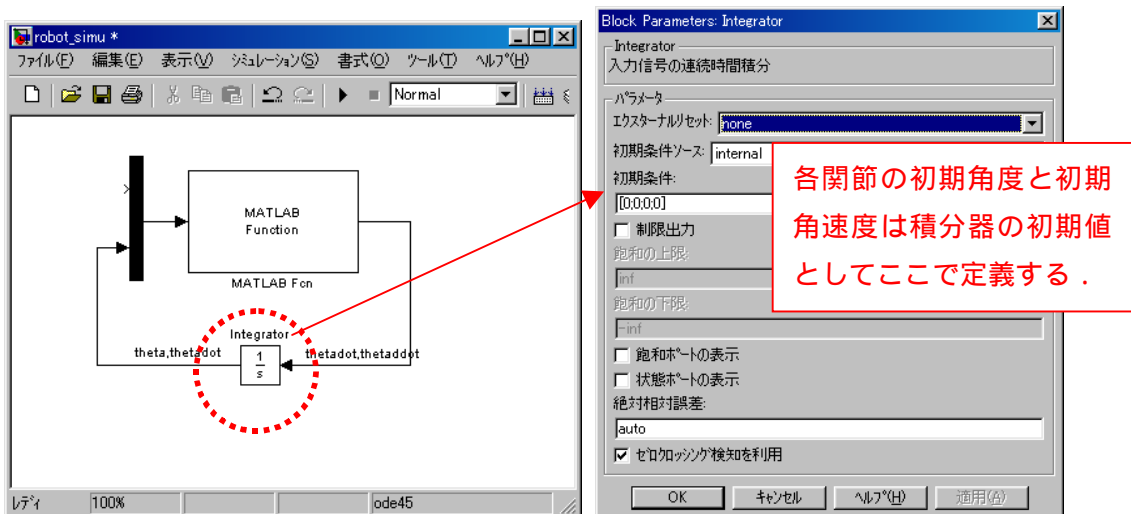 robot_simu *
ファイル(F) 編集(E) 表示(V) シミュレーション(S) 書式(O) ツール(T) ヘルプ(H)
Normal
MATLAB
Function
MATLAB Fcn
Integrator
theta,thetadot
1
s
thetadot,thetaddot
レディ 100% ode45
Block Parameters: Integrator
Integrator
入力信号の連続時間積分
パラメータ
エクスターナルリセット: none
初期条件ソース: internal
初期条件:
[0;0;0;0]
制限出力
飽和の上限:
inf
飽和の下限:
-inf
飽和ポートの表示
状態ポートの表示
絶対相対誤差:
auto
ゼロクロッシング検知を利用
OK キャンセル ヘルプ(H) 適用(A)
各関節の初期角度と初期
角速度は積分器の初期値
としてここで定義する．